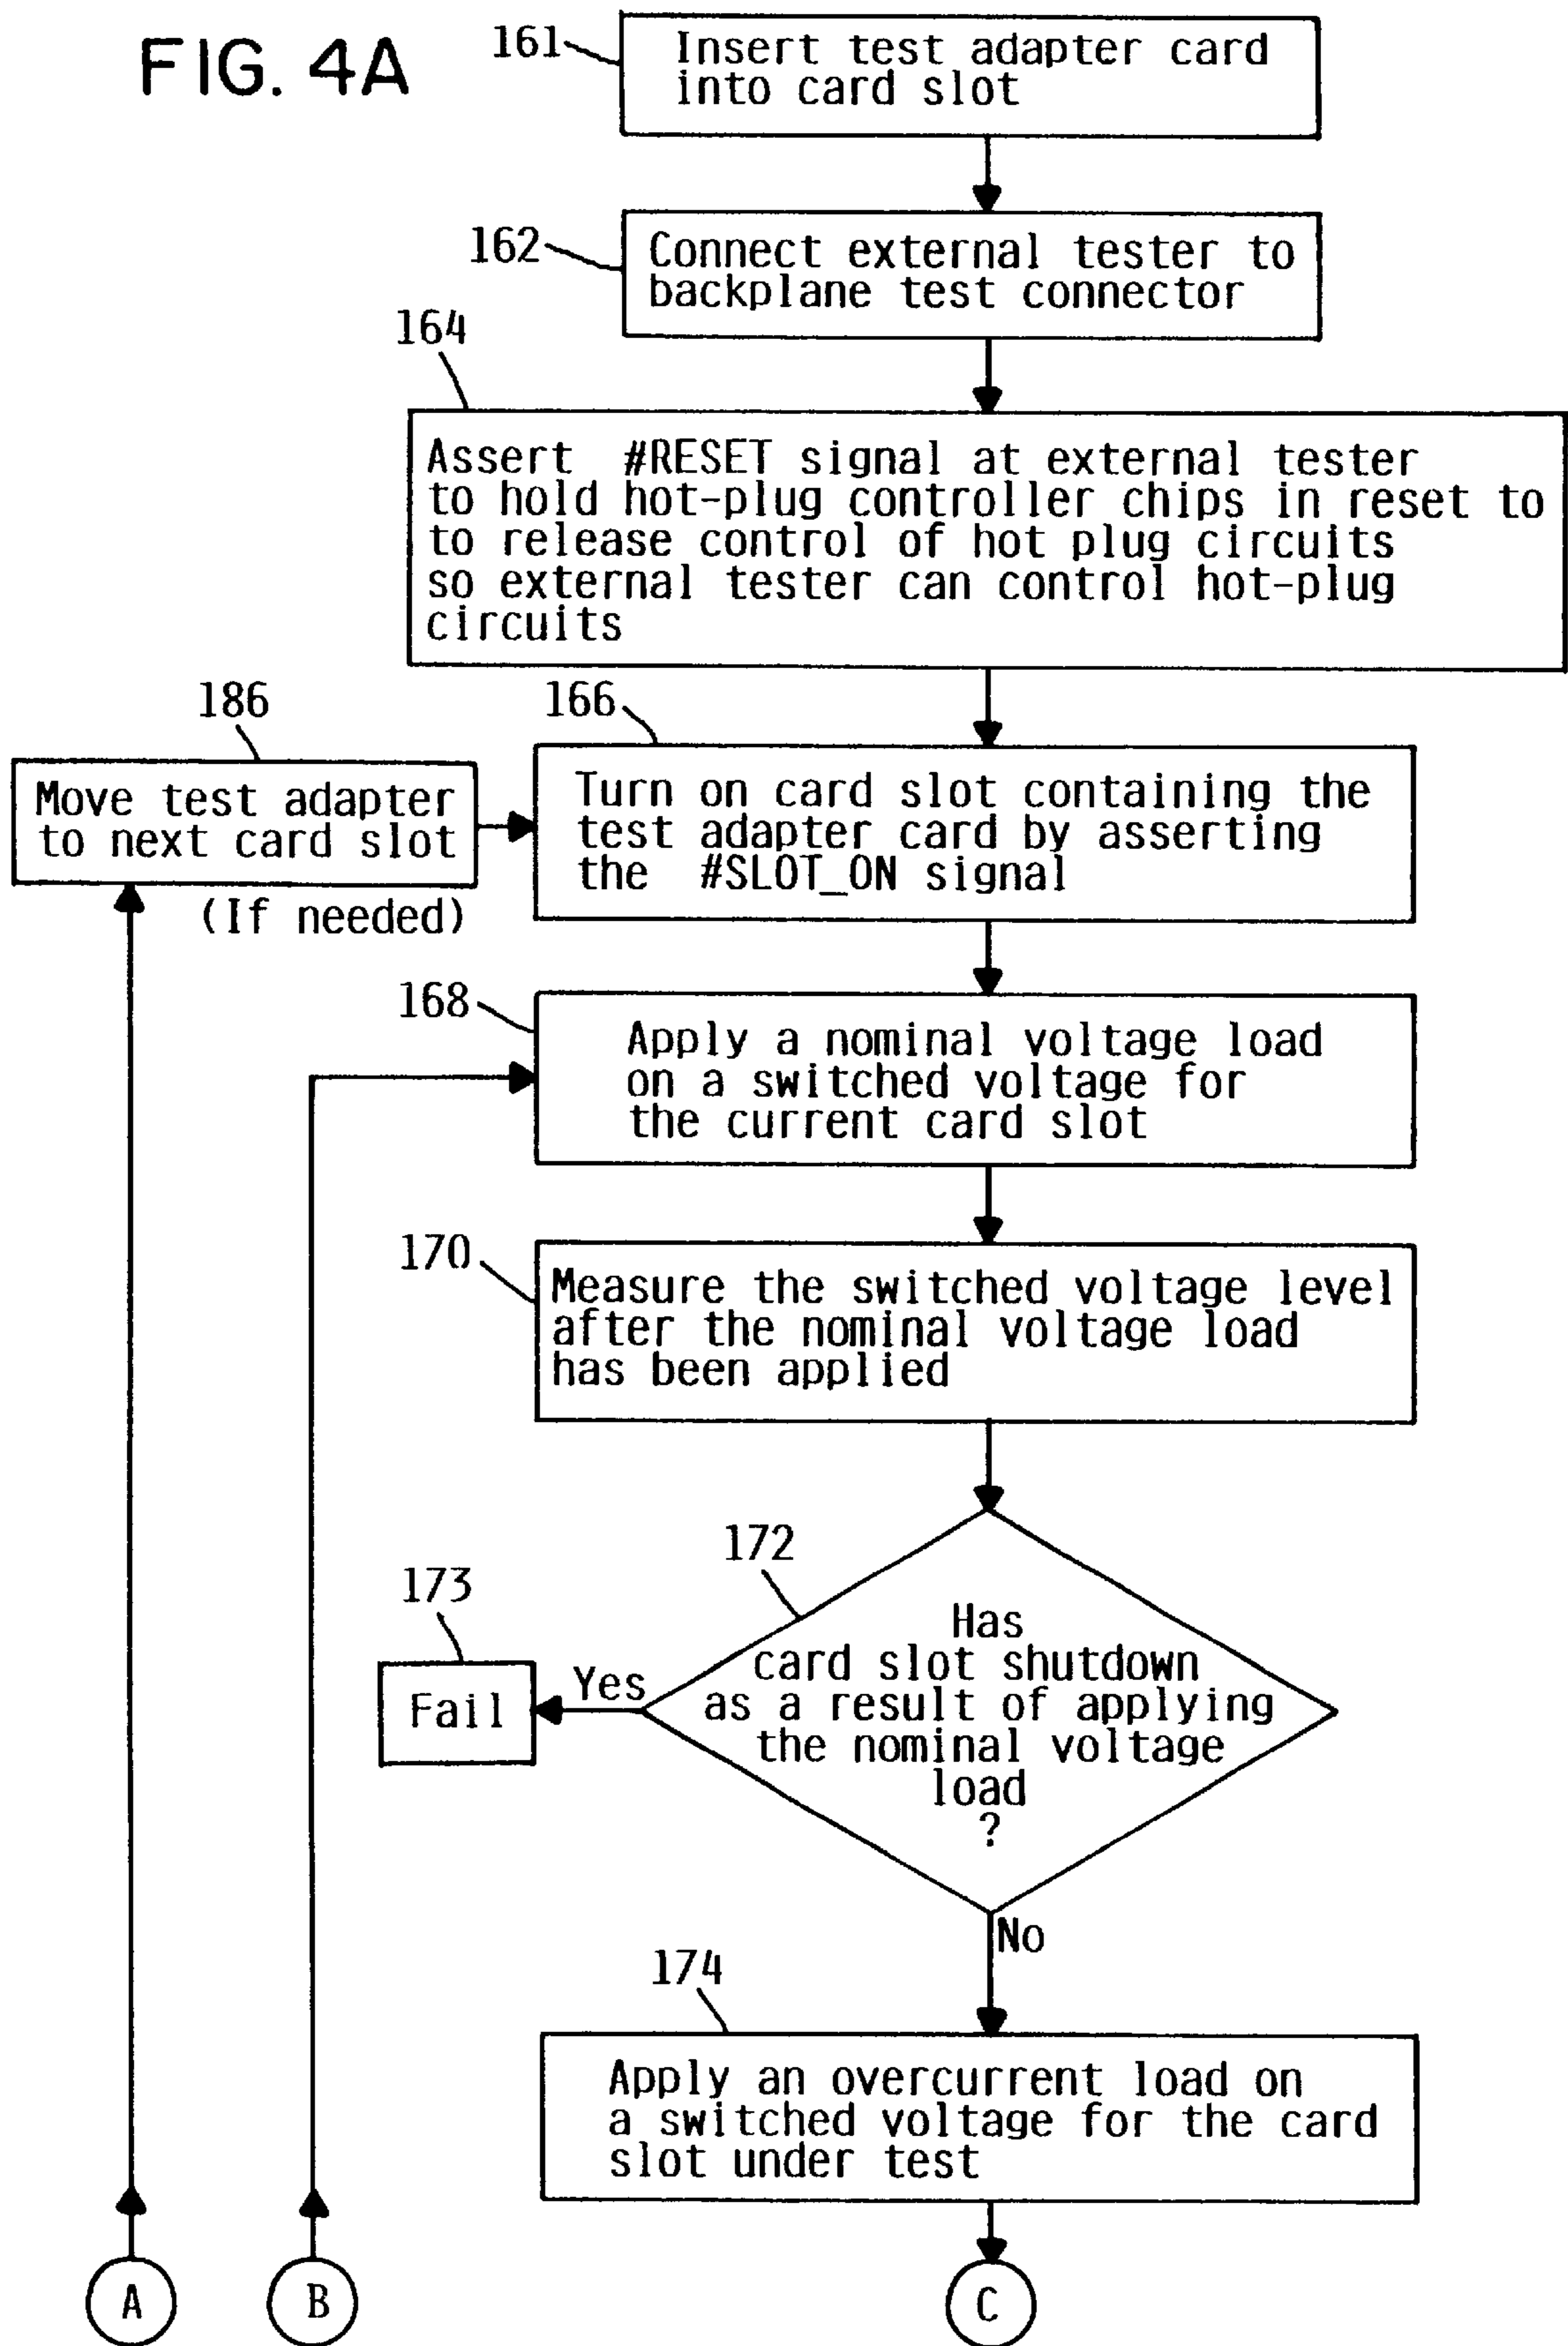 FIG. 4A
161
Insert test adapter card
into card slot
162
Connect external tester to
backplane test connector
164
Assert #RESET signal at external tester
to hold hot-plug controller chips in reset to
to release control of hot plug circuits
so external tester can control hot-plug
circuits
186
Move test adapter
to next card slot
(If needed)
166
Turn on card slot containing the
test adapter card by asserting
the #SLOT_ON signal
168
Apply a nominal voltage load
on a switched voltage for
the current card slot
170
Measure the switched voltage level
after the nominal voltage load
has been applied
172
Has
card slot shutdown
as a result of applying
the nominal voltage
load
?
Yes
173
Fail
No
174
Apply an overcurrent load on
a switched voltage for the card
slot under test
A
B
C